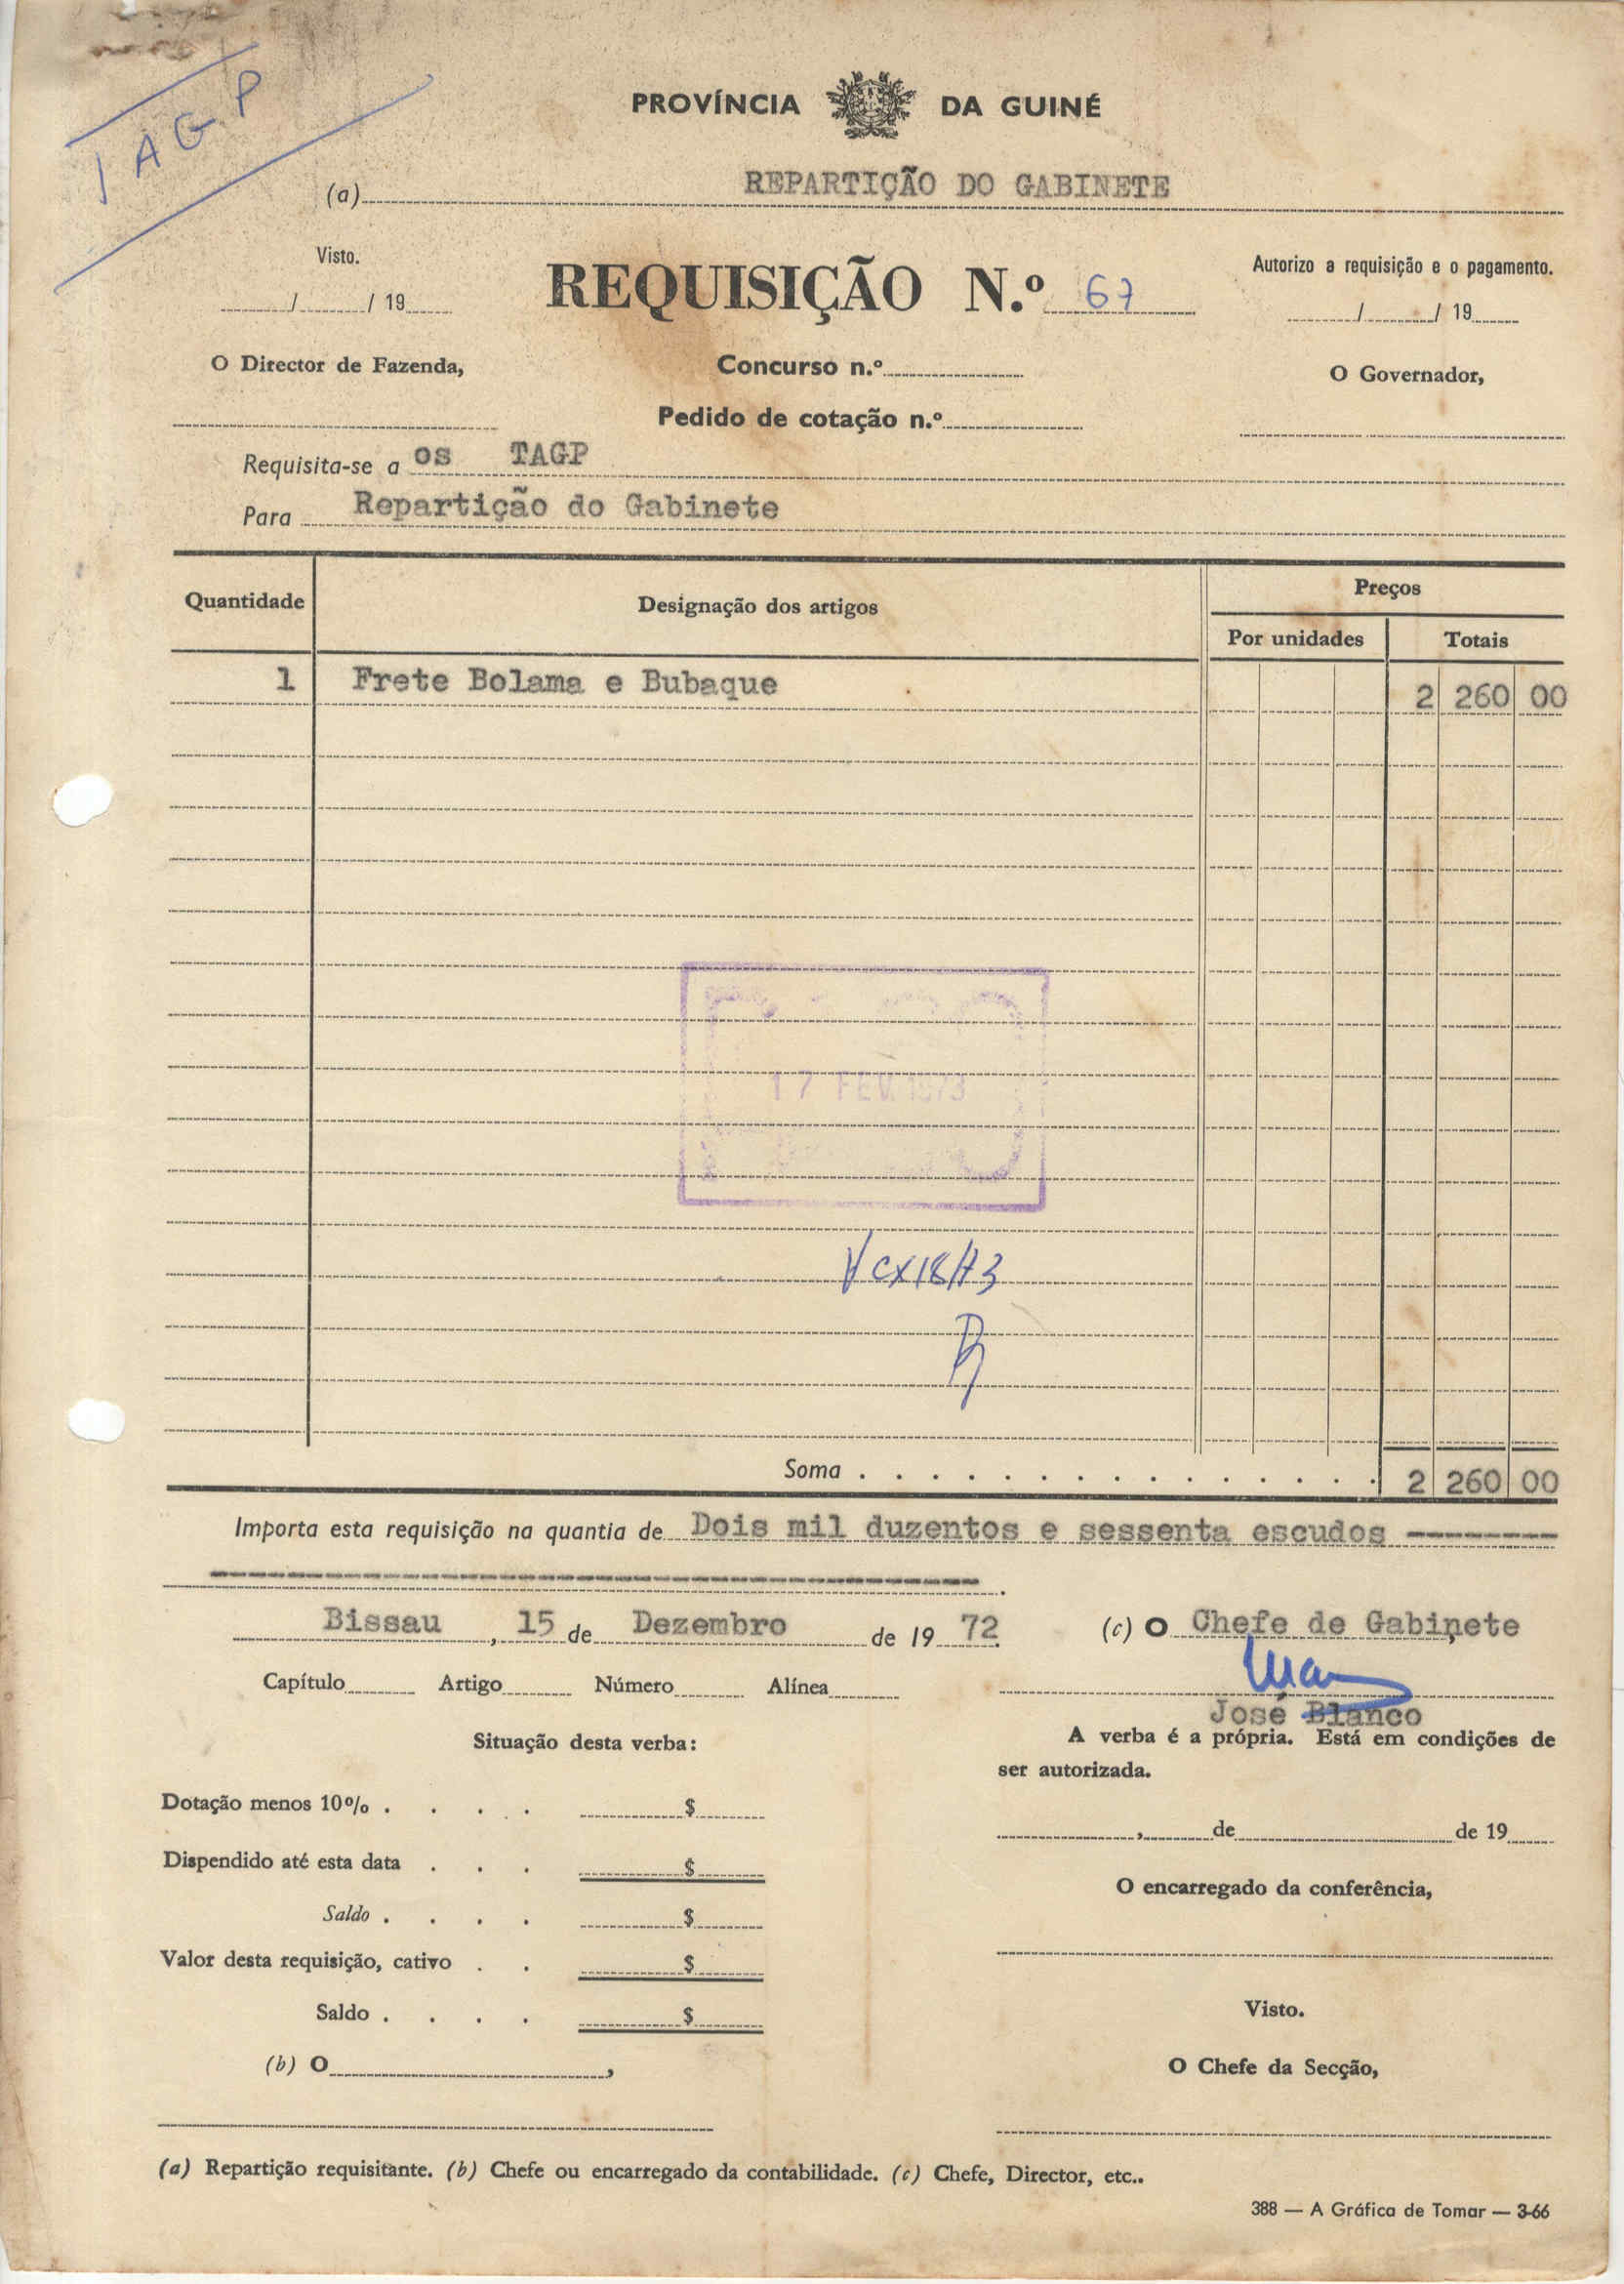 TAGP
PROVÍNCIA DA GUINÉ
(a) REPARTIÇÃO DO GABINETE
Visto.
/ / 19
O Director de Fazenda,
REQUISIÇÃO N.º 67
Concurso n.º
Pedido de cotação n.º
Autorizo a requisição e o pagamento.
/ / 19
O Governador,
Requisita-se a os TAGP
Para Repartição do Gabinete
Quantidade Designação dos artigos Preços
Por unidades Totais
1 Frete Bolama e Bubaque 2 260 00
17 FEV. 1973
Soma . . . . . . . . . . . . . . . 2 260 00
Importa esta requisição na quantia de Dois mil duzentos e sessenta escudos ----------
Bissau, 15 de Dezembro de 1972. (c) O Chefe de Gabinete
Capítulo Artigo Número Alínea
José Blanco
Situação desta verba:
Dotação menos 10% . . . . $
Dispendido até esta data . . . $
Saldo . . . . $
Valor desta requisição, cativo . . $
Saldo . . . . $
(b) O ,
A verba é a própria. Está em condições de
ser autorizada.
, de de 19
O encarregado da conferência,
Visto.
O Chefe da Secção,
(a) Repartição requisitante. (b) Chefe ou encarregado da contabilidade. (c) Chefe, Director, etc..
388 — A Gráfica de Tomar — 3-66